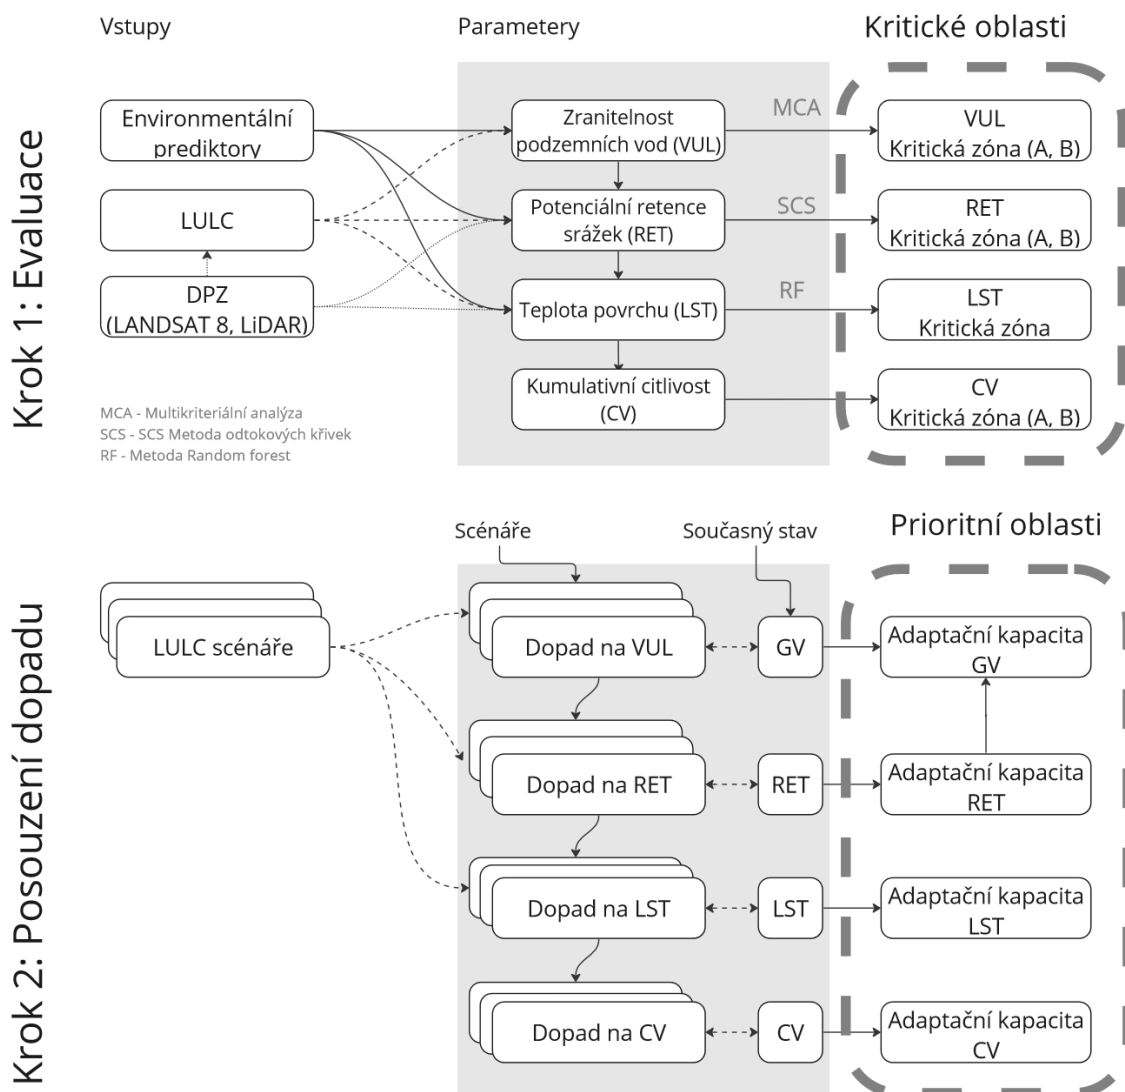 Vstupy
Parametery
Kritické oblasti
Krok 1: Evaluace
Environmentální
prediktory
LULC
DPZ
(LANDSAT 8, LiDAR)
Zranitelnost
podzemních vod (VUL)
Potenciální retence
srážek (RET)
Teplota povrchu (LST)
Kumulativní citlivost
(CV)
MCA
SCS
RF
VUL
Kritická zóna (A, B)
RET
Kritická zóna (A, B)
LST
Kritická zóna
CV
Kritická zóna (A, B)
MCA - Multikriteriální analýza
SCS - SCS Metoda odtokových křivek
RF - Metoda Random forest
Krok 2: Posouzení dopadu
Scénáře
Současný stav
Prioritní oblasti
LULC scénáře
Dopad na VUL
GV
Adaptační kapacita
GV
Dopad na RET
RET
Adaptační kapacita
RET
Dopad na LST
LST
Adaptační kapacita
LST
Dopad na CV
CV
Adaptační kapacita
CV